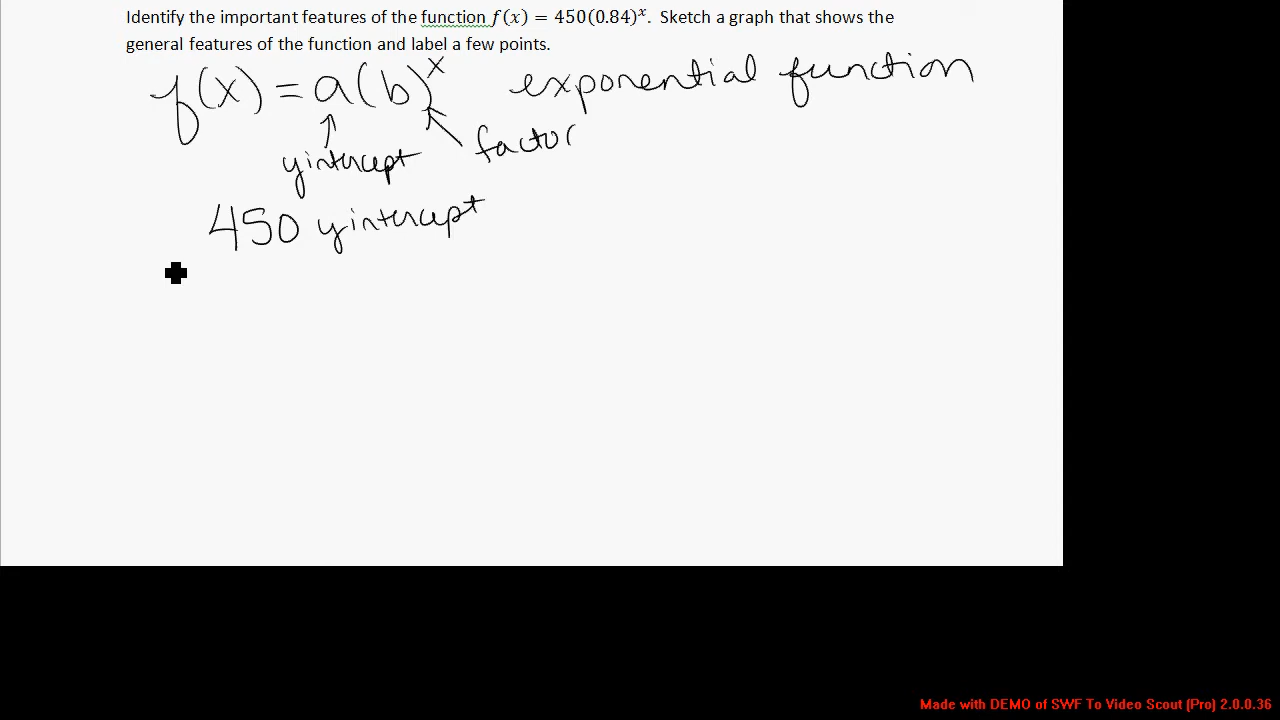 Identify the important features of the function f(x) = 450(0.84)ˣ. Sketch a graph that shows the
general features of the function and label a few points.
f(x) = a(b)ˣ exponential function
↑ factor
y intercept
450 y intercept
Made with DEMO of SWF To Video Scout (Pro) 2.0.0.36